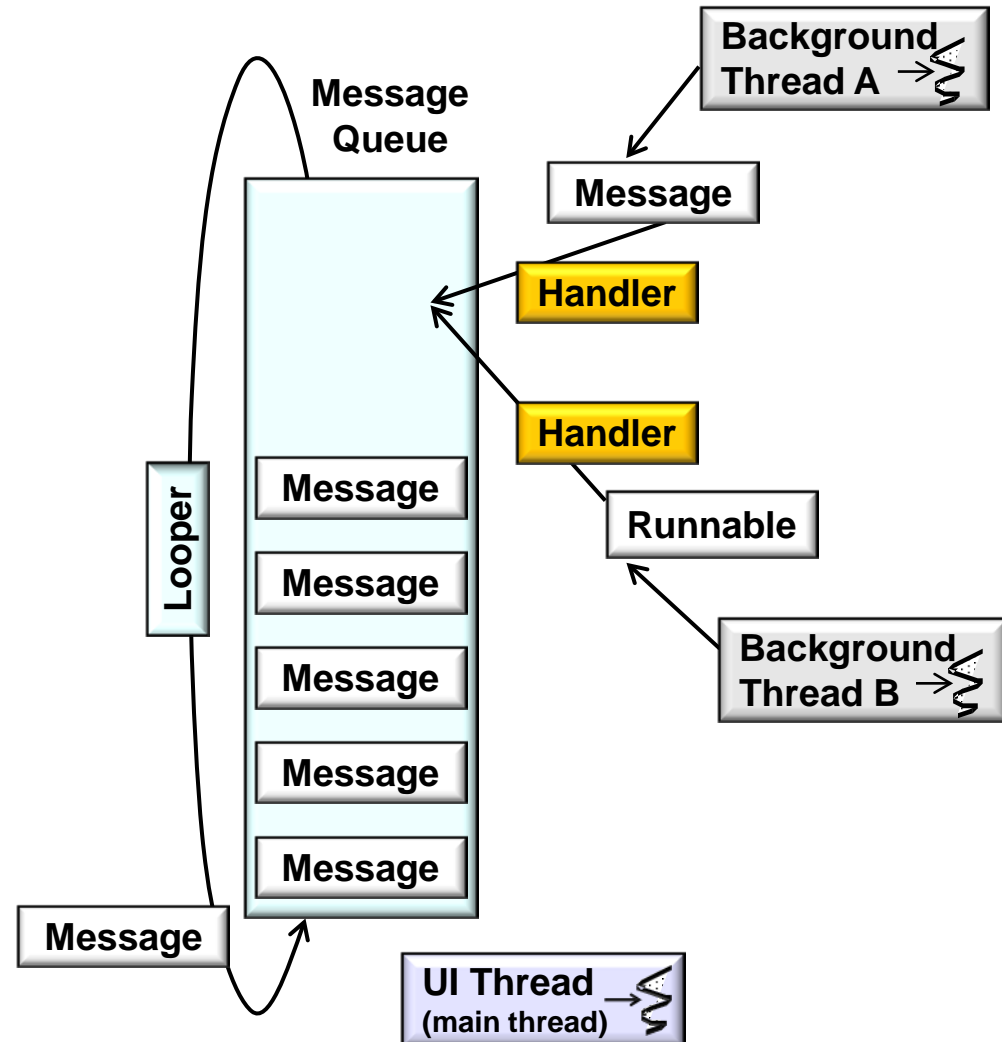 Background
Thread A
Message
Queue
Message
Handler
Handler
Message
Runnable
Looper
Message
Message
Background
Thread B
Message
Message
Message
UI Thread
(main thread)